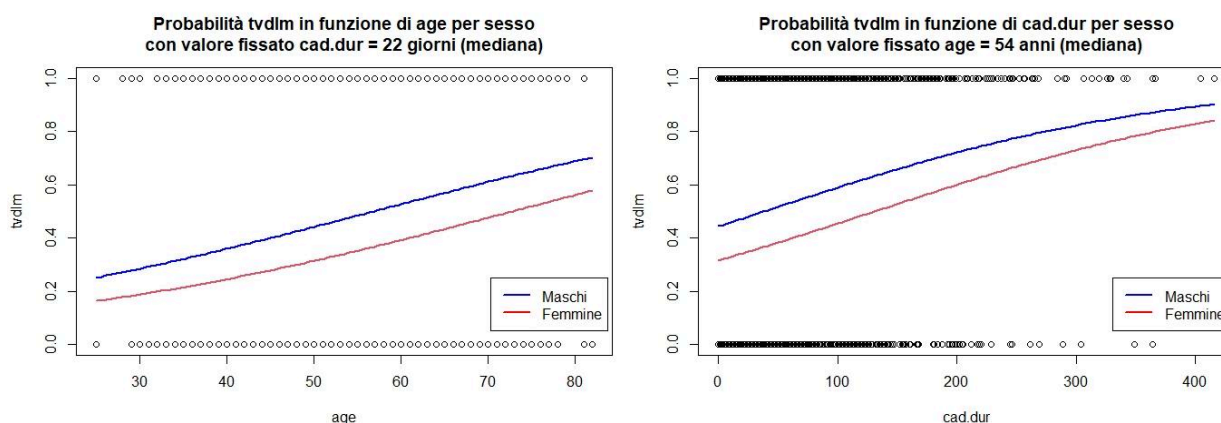 Probabilità tvdlm in funzione di age per sesso
con valore fissato cad.dur = 22 giorni (mediana)
tvdlm
1.0
0.8
0.6
0.4
0.2
0.0
Maschi
Femmine
30 40 50 60 70 80
age
Probabilità tvdlm in funzione di cad.dur per sesso
con valore fissato age = 54 anni (mediana)
tvdlm
1.0
0.8
0.6
0.4
0.2
0.0
Maschi
Femmine
0 100 200 300 400
cad.dur